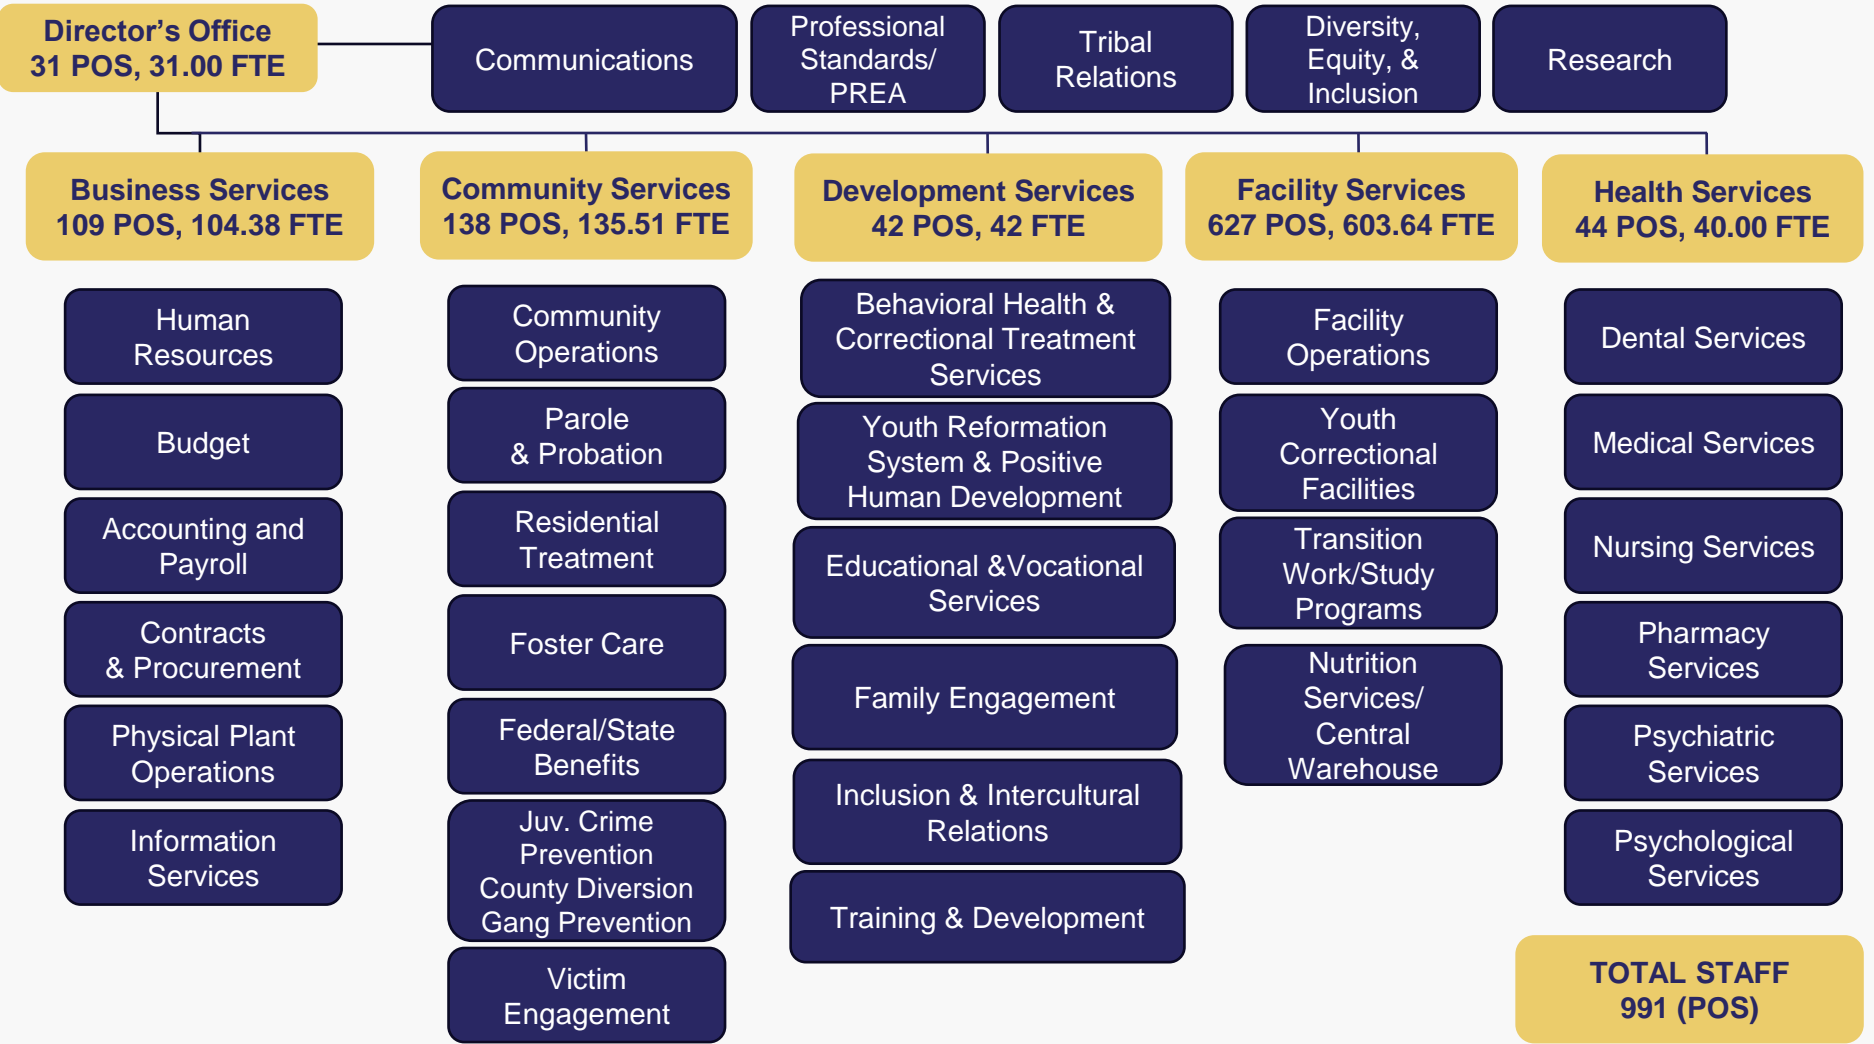 Director’s Office
31 POS, 31.00 FTE
Communications
Professional
Standards/
PREA
Tribal
Relations
Diversity,
Equity, &
Inclusion
Research
Business Services
109 POS, 104.38 FTE
Human
Resources
Budget
Accounting and
Payroll
Contracts
& Procurement
Physical Plant
Operations
Information
Services
Community Services
138 POS, 135.51 FTE
Community
Operations
Parole
& Probation
Residential
Treatment
Foster Care
Federal/State
Benefits
Juv. Crime
Prevention
County Diversion
Gang Prevention
Victim
Engagement
Development Services
42 POS, 42 FTE
Behavioral Health &
Correctional Treatment
Services
Youth Reformation
System & Positive
Human Development
Educational &Vocational
Services
Family Engagement
Inclusion & Intercultural
Relations
Training & Development
Facility Services
627 POS, 603.64 FTE
Facility
Operations
Youth
Correctional
Facilities
Transition
Work/Study
Programs
Nutrition
Services/
Central
Warehouse
Health Services
44 POS, 40.00 FTE
Dental Services
Medical Services
Nursing Services
Pharmacy
Services
Psychiatric
Services
Psychological
Services
TOTAL STAFF
991 (POS)